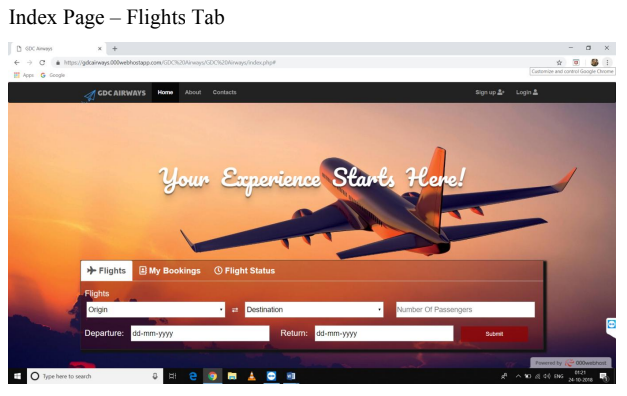 Index Page – Flights Tab
GDC Airways
https://gdcairways.000webhostapp.com/GDC%20Airways/GDC%20Airways/index.php#
Customize and control Google Chrome
Apps Google
GDC AIRWAYS Home About Contacts Sign up Login
Your Experience Starts Here!
Flights My Bookings Flight Status
Flights
Origin Destination Number Of Passengers
Departure: dd-mm-yyyy Return: dd-mm-yyyy Submit
Powered by 000webhost
Type here to search
ENG 01:21
24-10-2018